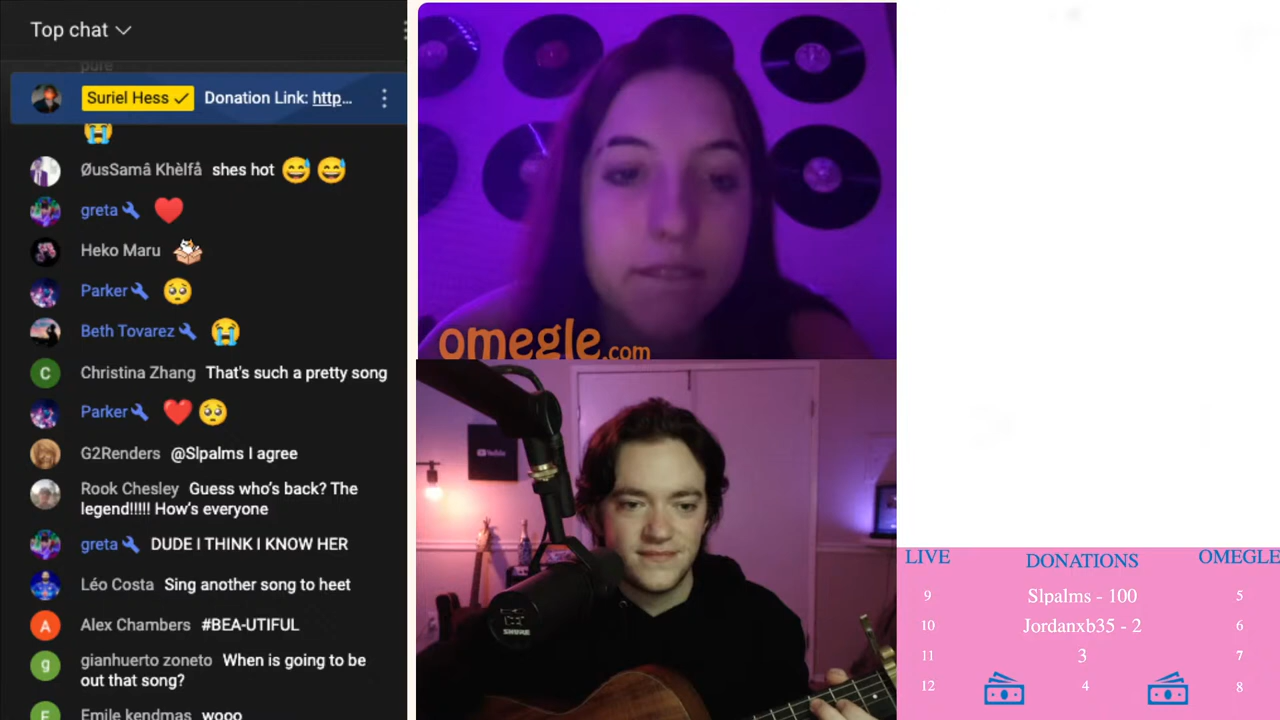 Top chat
pure
Suriel Hess Donation Link: http...
ØusSamâ Khèlfå shes hot
greta
Heko Maru
Parker
Beth Tovarez
Christina Zhang That's such a pretty song
Parker
G2Renders @Slpalms I agree
Rook Chesley Guess who's back? The
legend!!!!! How's everyone
greta DUDE I THINK I KNOW HER
Léo Costa Sing another song to heet
A Alex Chambers #BEA-UTIFUL
g gianhuerto zoneto When is going to be
out that song?
E Emile kendmas wooo
C
omegle.com
YouTube
SHURE
LIVE DONATIONS OMEGLE
9 Slpalms - 100 5
10 Jordanxb35 - 2 6
11 3 7
12 4 8